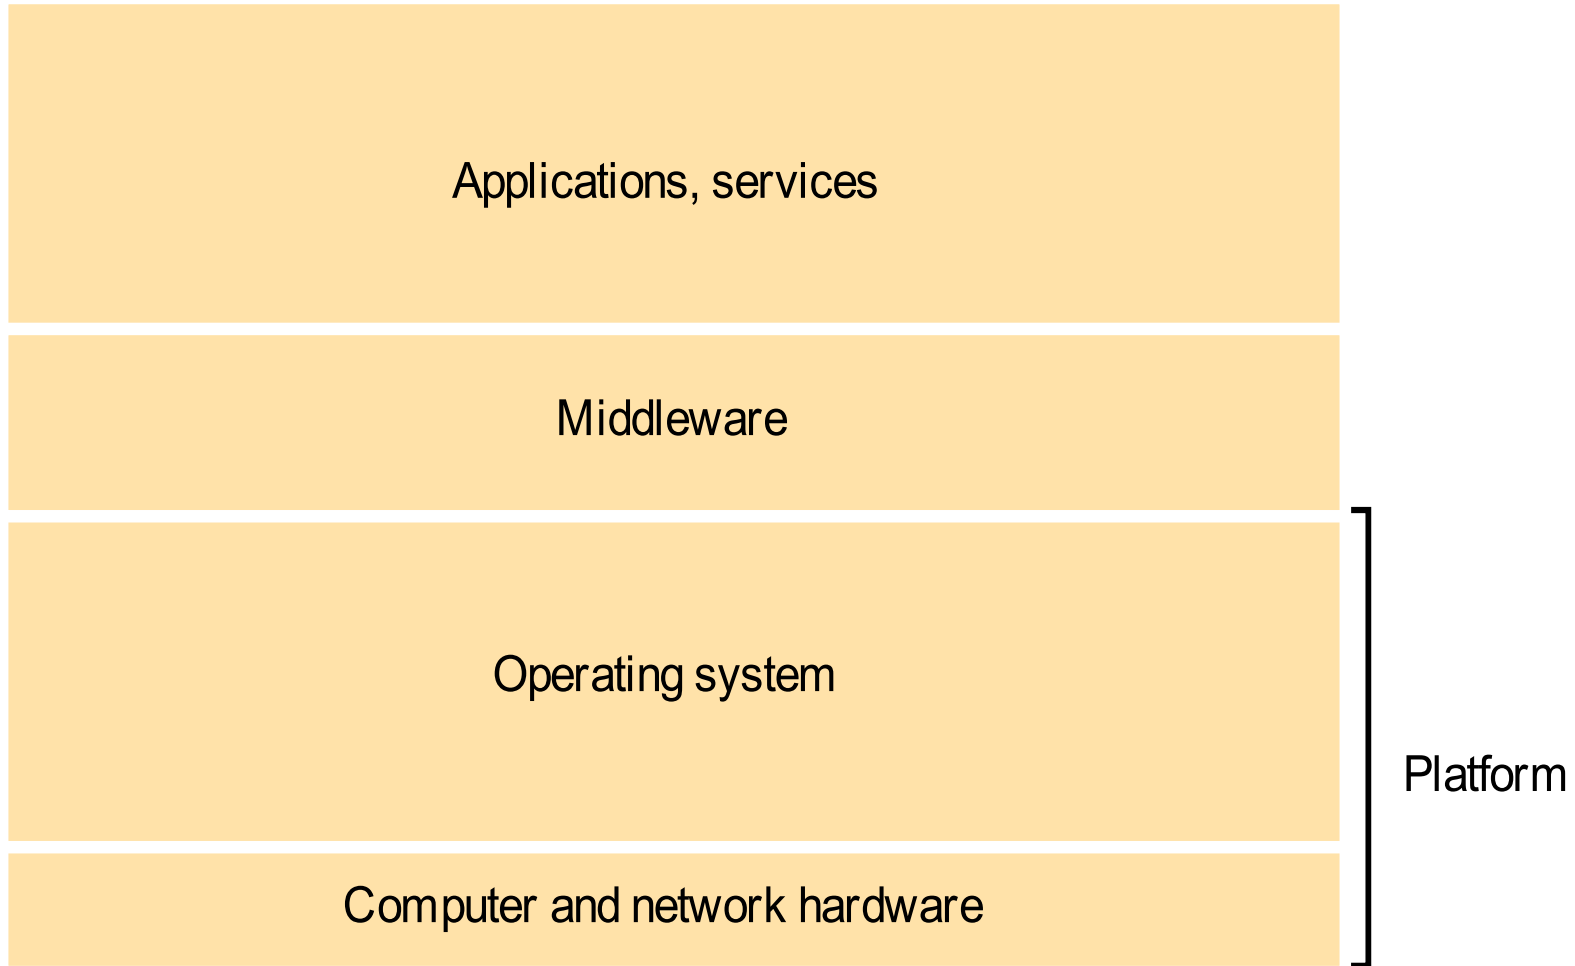 Applications, services
Middleware
Operating system
Platform
Computer and network hardware